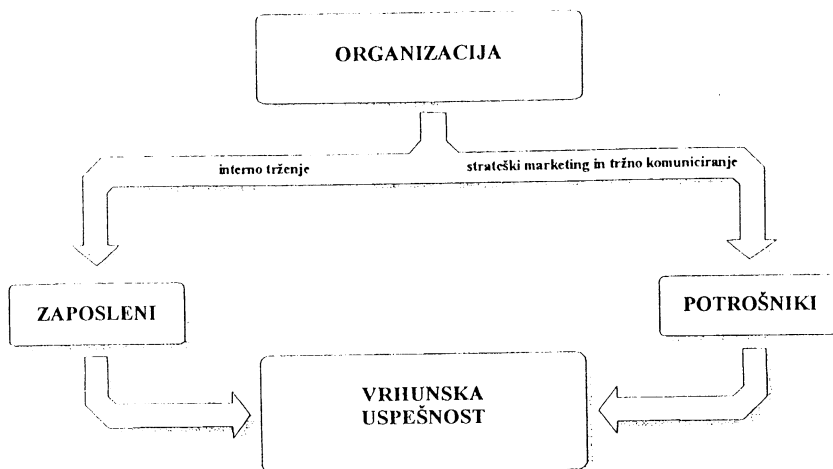 ORGANIZACIJA
interno trženje
strateški marketing in tržno komuniciranje
ZAPOSLENI
POTROŠNIKI
VRHUNSKA
USPEŠNOST